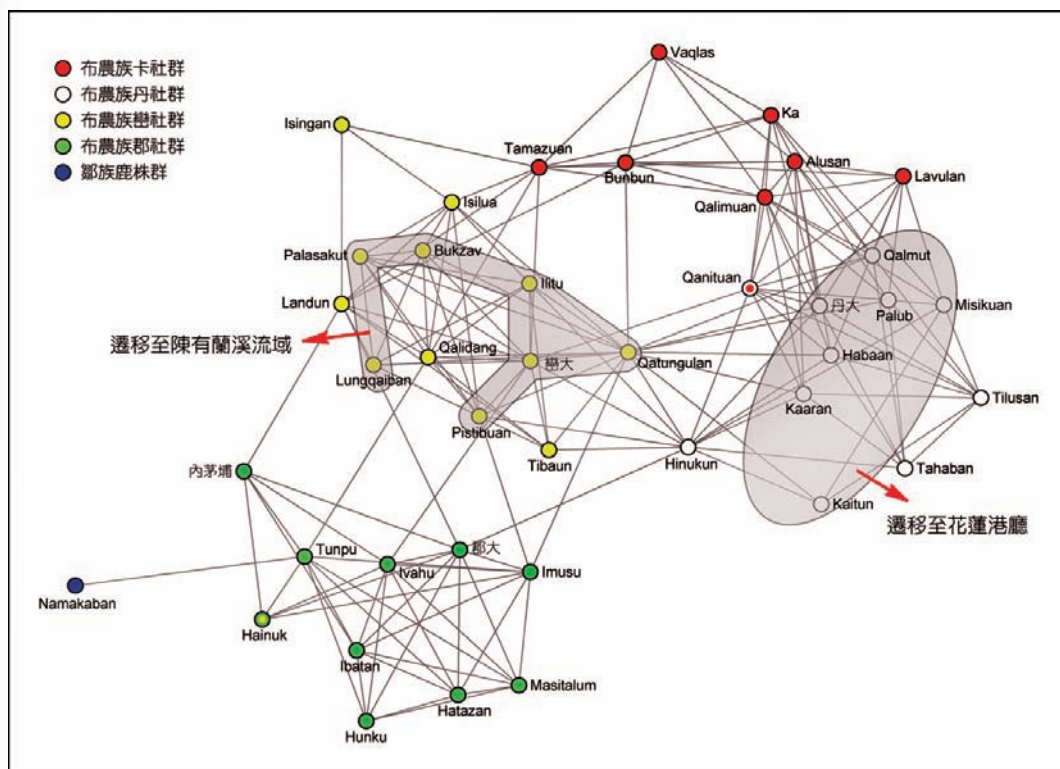 布農族卡社群
布農族丹社群
布農族巒社群
布農族郡社群
鄒族鹿株群
Vaqlas
Isingan
Ka
Tamazuan
Bunbun
Alusan
Lavulan
Isilua
Qalimuan
Palasakut
Bukzav
Qalmut
Ilitu
Qanituan
Landun
丹大
Palub
Misikuan
遷移至陳有蘭溪流域
Qalidang
巒大
Qatungulan
Habaan
Lungqaiban
Kaaran
Tilusan
Pistibuan
Tibaun
Hinukun
Tahaban
內茅埔
Kaitun
遷移至花蓮港廳
Tunpu
郡大
Ivahu
Imusu
Namakaban
Hainuk
Ibatan
Masitalum
Hatazan
Hunku